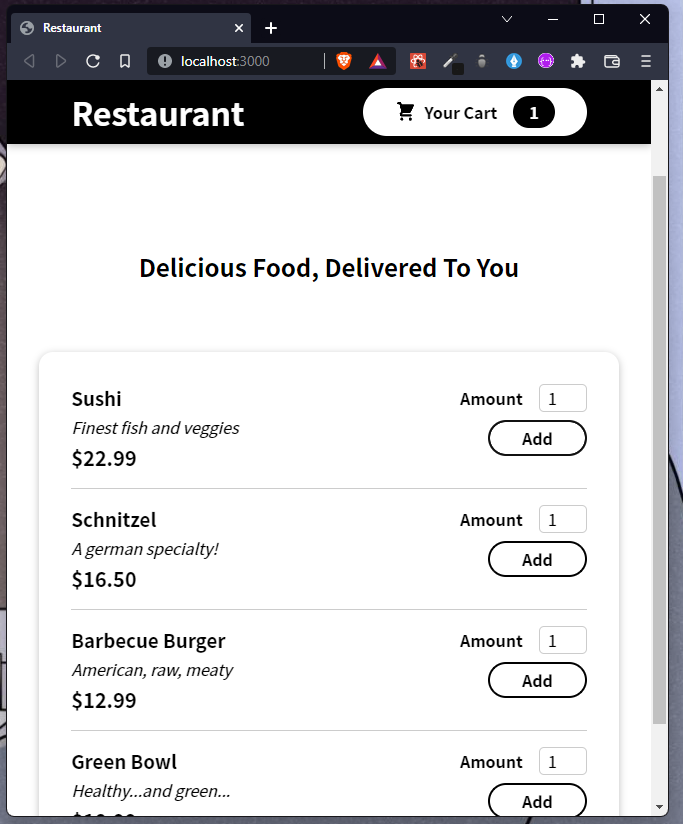 Restaurant
localhost:3000
Restaurant
Your Cart 1
Delicious Food, Delivered To You
Sushi
Amount 1
Finest fish and veggies
Add
$22.99
Schnitzel
Amount 1
A german specialty!
Add
$16.50
Barbecue Burger
Amount 1
American, raw, meaty
Add
$12.99
Green Bowl
Amount 1
Healthy...and green...
Add